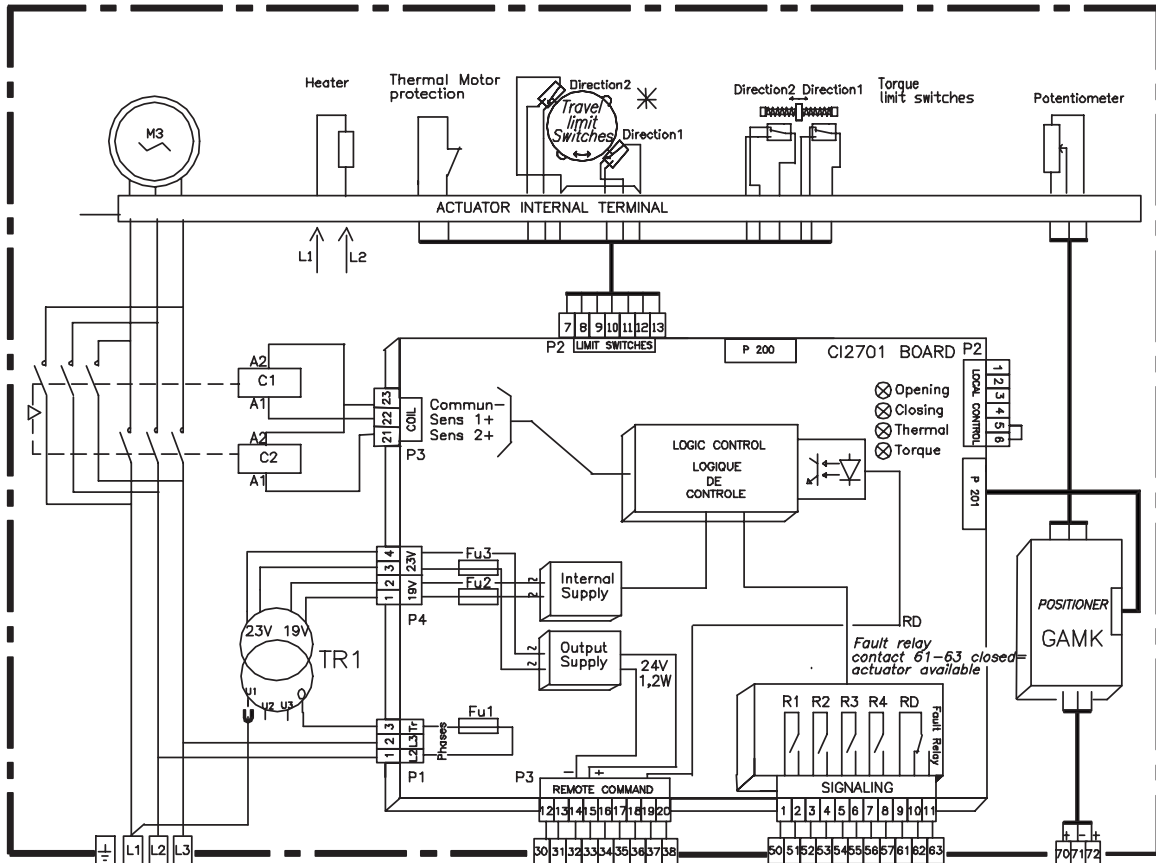 Heater
Thermal Motor
protection
Direction2
Travel
limit
Switches
Direction1
Direction2 Direction1
Torque
limit switches
Potentiometer
M3
ACTUATOR INTERNAL TERMINAL
L1
L2
7 8 9 10 11 12 13
P2
LIMIT SWITCHES
P 200
CI2701 BOARD
P2
LOCAL CONTROL
1
2
3
4
5
6
A2
C1
A1
A2
C2
A1
23
22
21
COIL
P3
Commun-
Sens 1+
Sens 2+
Opening
Closing
Thermal
Torque
LOGIC CONTROL
LOGIQUE
DE
CONTROLE
P 201
4
3
2
1
23V
19V
P4
Fu3
Fu2
2
2
Internal
Supply
2
2
Output
Supply
24V
1,2W
23V 19V
TR1
U1
U2
U3
0
RD
Fault relay
contact 61-63 closed=
actuator available
POSITIONER
GAMK
3
2
1
Tr
L3
L2
Phases
P1
Fu1
R1 R2 R3 R4 RD
Fault Relay
P3
- +
REMOTE COMMAND
12 13 14 15 16 17 18 19 20
30 31 32 33 34 35 36 37 38
SIGNALING
1 2 3 4 5 6 7 8 9 10 11
50 51 52 53 54 55 56 57 61 62 63
L1 L2 L3
+ - +
70 71 72